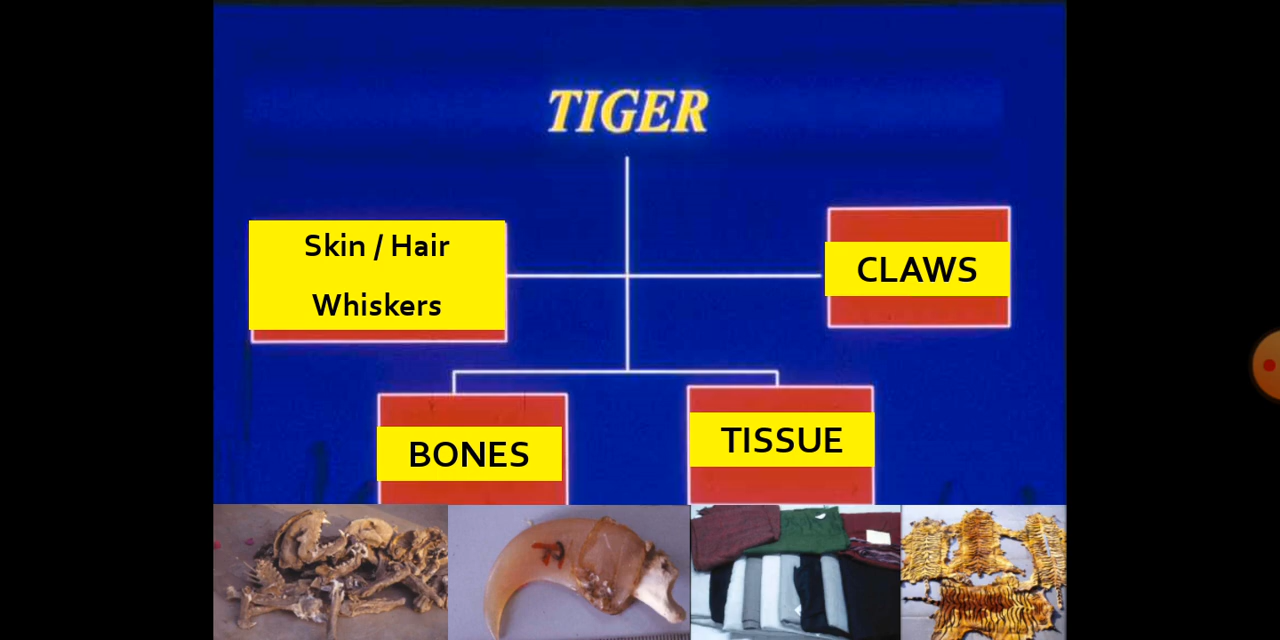 TIGER
Skin / Hair
Whiskers
CLAWS
BONES
TISSUE